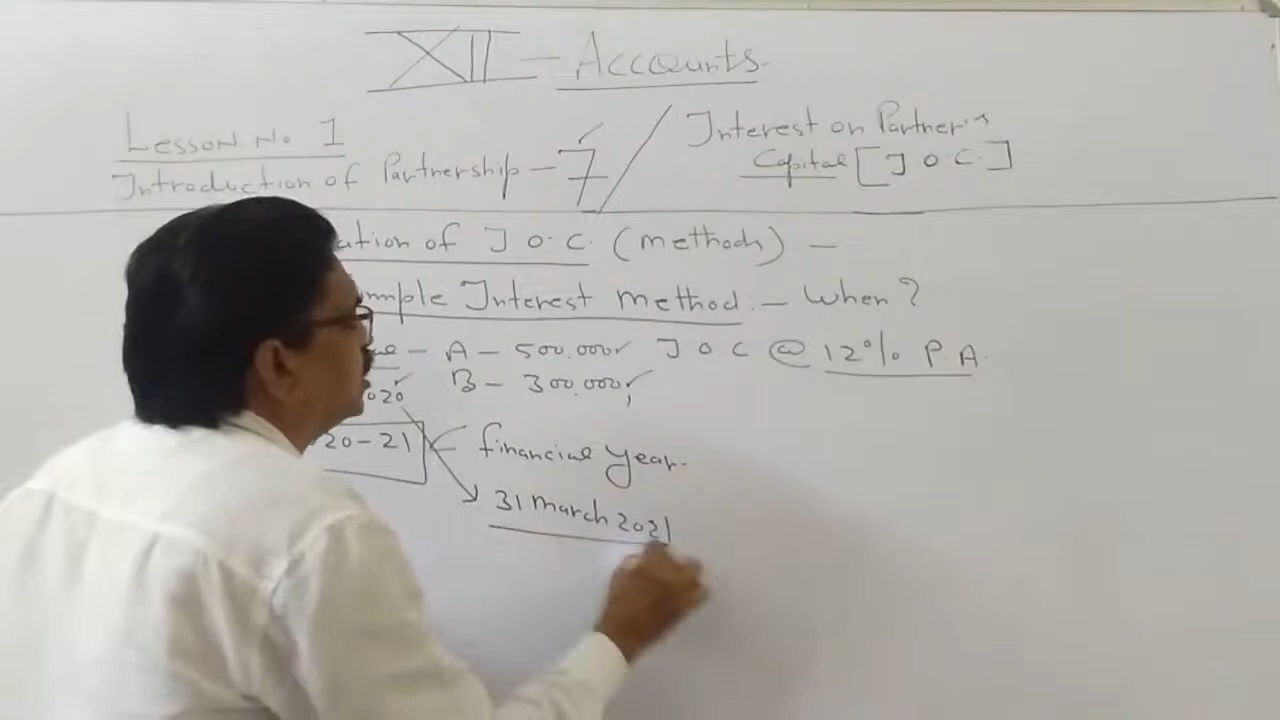 XII - Accounts.
Lesson No. 1
Introduction of Partnership - 7 / Interest on Partner's
Capital [I O.C.]
ation of I O.C. (methods) -
mple Interest method. - When?
ue - A - 500.000 I O C @ 12% P.A.
020 B - 300.000,
20-21 financial year.
31 march 2021